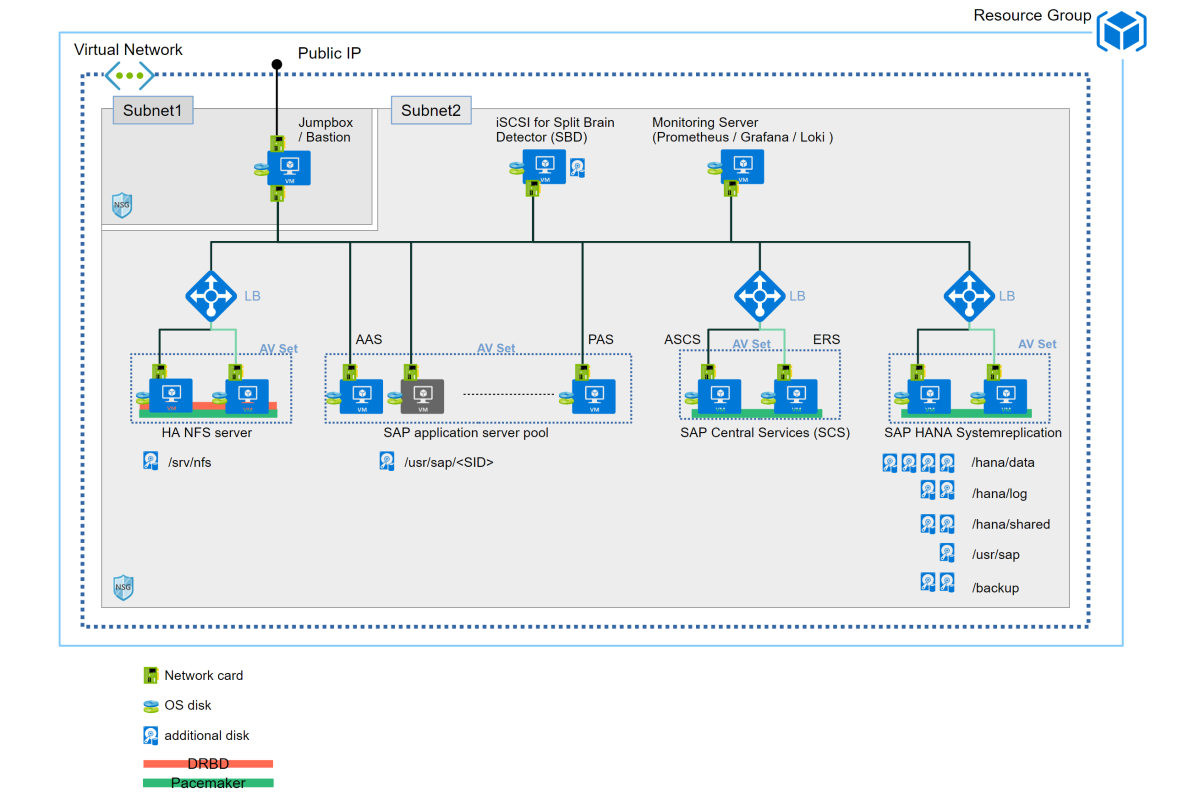 Resource Group
Virtual Network
Public IP
Subnet1
Subnet2
Jumpbox
/ Bastion
iSCSI for Split Brain
Detector (SBD)
Monitoring Server
(Prometheus / Grafana / Loki )
VM
VM
VM
NSG
LB
LB
LB
AAS
PAS
ASCS
ERS
AV Set
AV Set
AV Set
AV Set
VM
VM
VM
VM
VM
VM
VM
VM
VM
HA NFS server
SAP application server pool
SAP Central Services (SCS)
SAP HANA Systemreplication
/srv/nfs
/usr/sap/<SID>
/hana/data
/hana/log
/hana/shared
/usr/sap
/backup
NSG
Network card
OS disk
additional disk
DRBD
Pacemaker